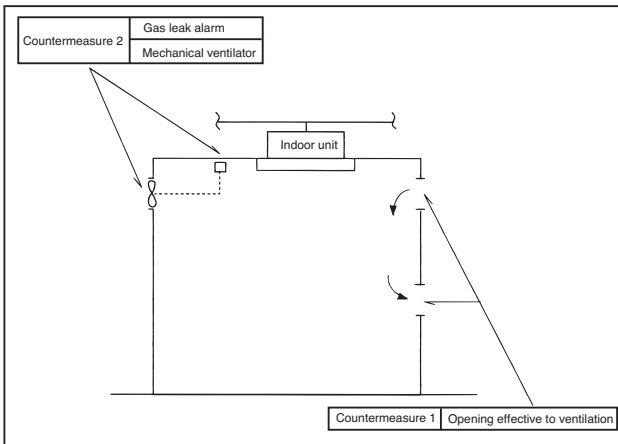 Countermeasure 2
Gas leak alarm
Mechanical ventilator
Indoor unit
Countermeasure 1
Opening effective to ventilation